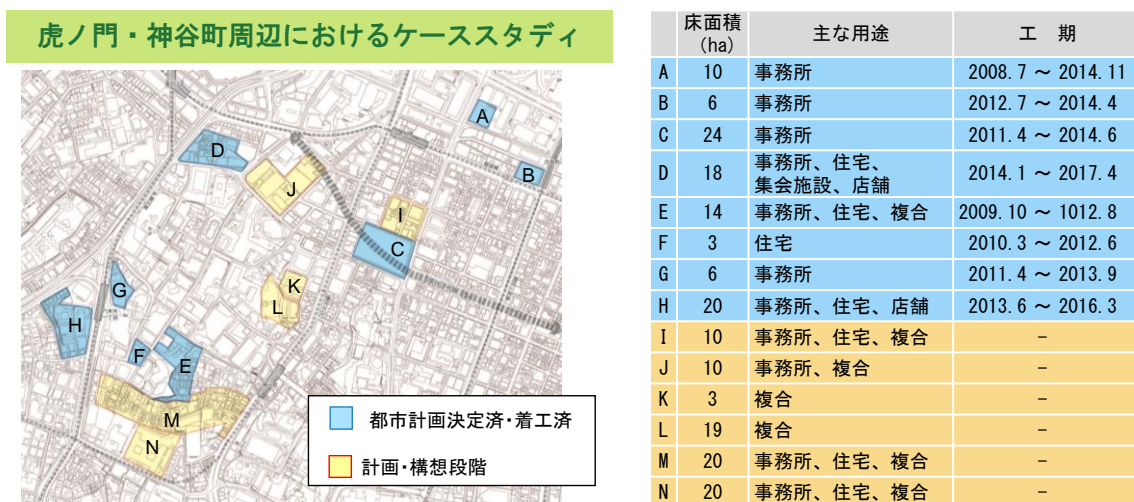 虎ノ門・神谷町周辺におけるケーススタディ
A
B
C
D
E
F
G
H
I
J
K
L
M
N
都市計画決定済・着工済
計画・構想段階
床面積(ha) 主な用途 工 期
A 10 事務所 2008.7 ～ 2014.11
B 6 事務所 2012.7 ～ 2014.4
C 24 事務所 2011.4 ～ 2014.6
D 18 事務所、住宅、集会施設、店舗 2014.1 ～ 2017.4
E 14 事務所、住宅、複合 2009.10 ～ 1012.8
F 3 住宅 2010.3 ～ 2012.6
G 6 事務所 2011.4 ～ 2013.9
H 20 事務所、住宅、店舗 2013.6 ～ 2016.3
I 10 事務所、住宅、複合 －
J 10 事務所、複合 －
K 3 複合 －
L 19 複合 －
M 20 事務所、住宅、複合 －
N 20 事務所、住宅、複合 －